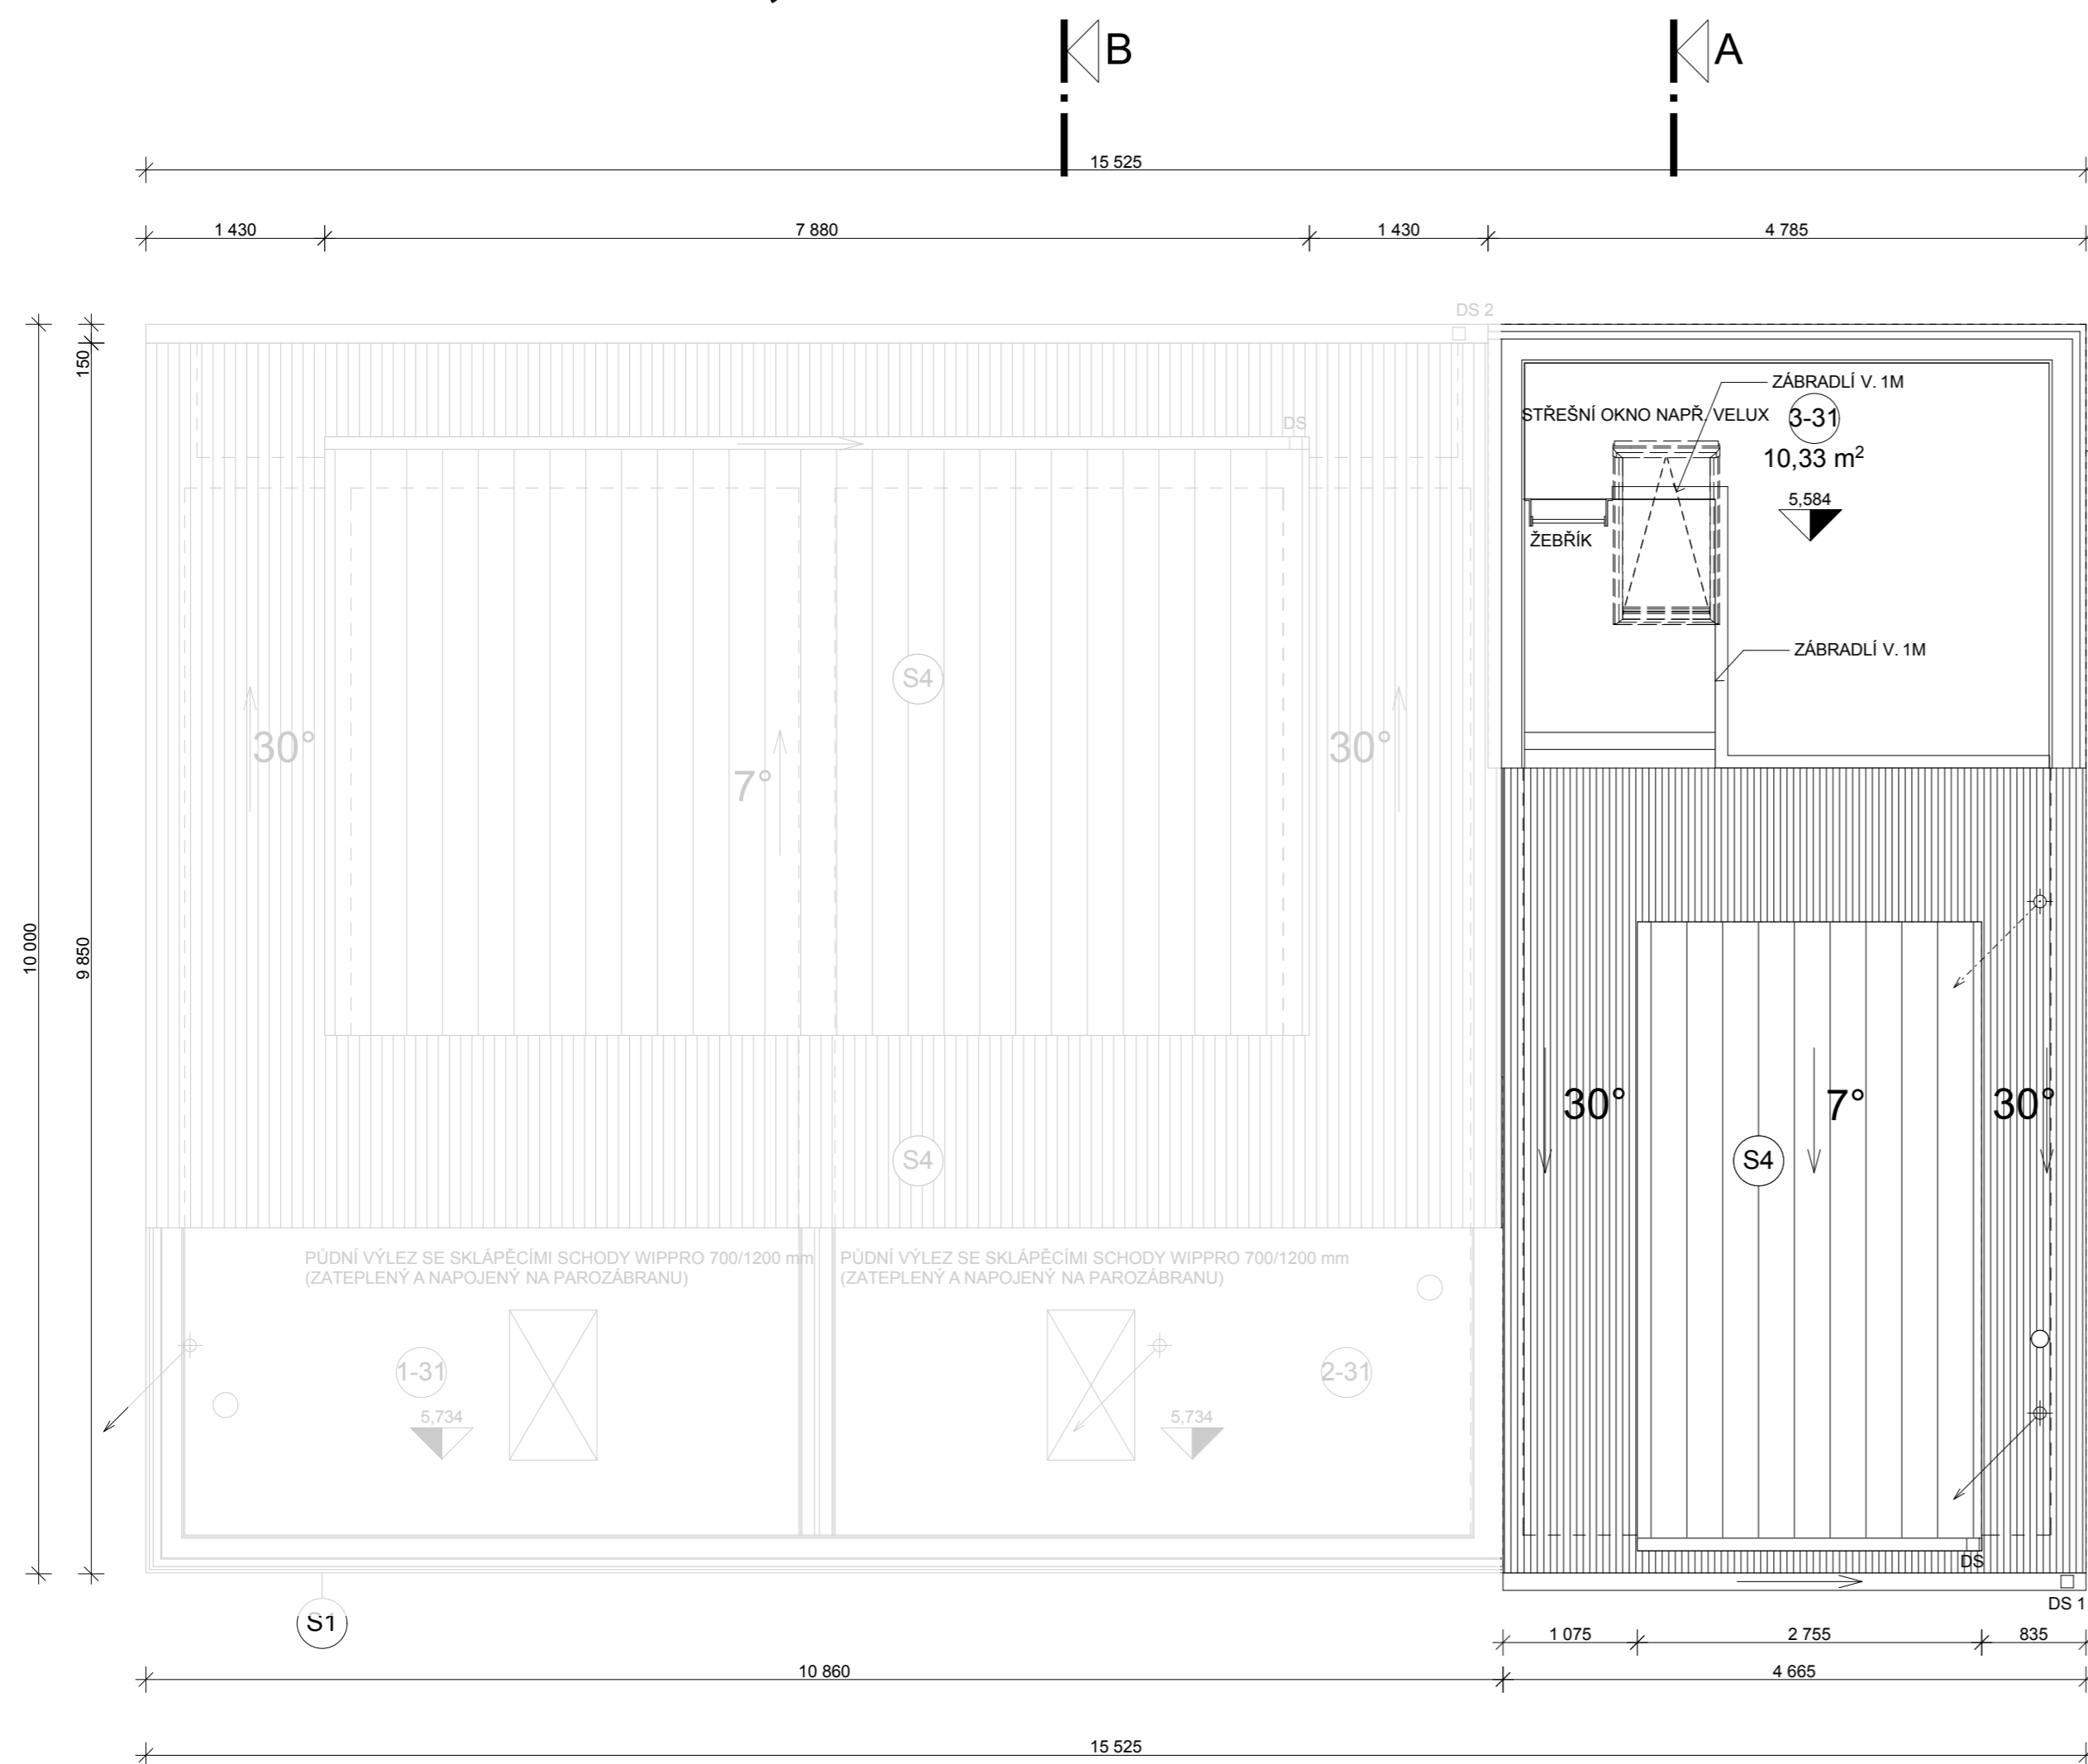 B
A
15 525
1 430
7 880
1 430
4 785
DS 2
150
ZÁBRADLÍ V. 1M
STŘEŠNÍ OKNO NAPŘ. VELUX
3-31
10,33 m²
DS
5,584
ŽEBŘÍK
ZÁBRADLÍ V. 1M
S4
30°
7°
30°
10 000
9 850
30°
7°
30°
S4
S4
PŮDNÍ VÝLEZ SE SKLÁPĚCÍMI SCHODY WIPPRO 700/1200 mm
(ZATEPLENÝ A NAPOJENÝ NA PAROZÁBRANU)
PŮDNÍ VÝLEZ SE SKLÁPĚCÍMI SCHODY WIPPRO 700/1200 mm
(ZATEPLENÝ A NAPOJENÝ NA PAROZÁBRANU)
1-31
2-31
5,734
5,734
DS
DS 1
S1
1 075
2 755
835
10 860
4 665
15 525